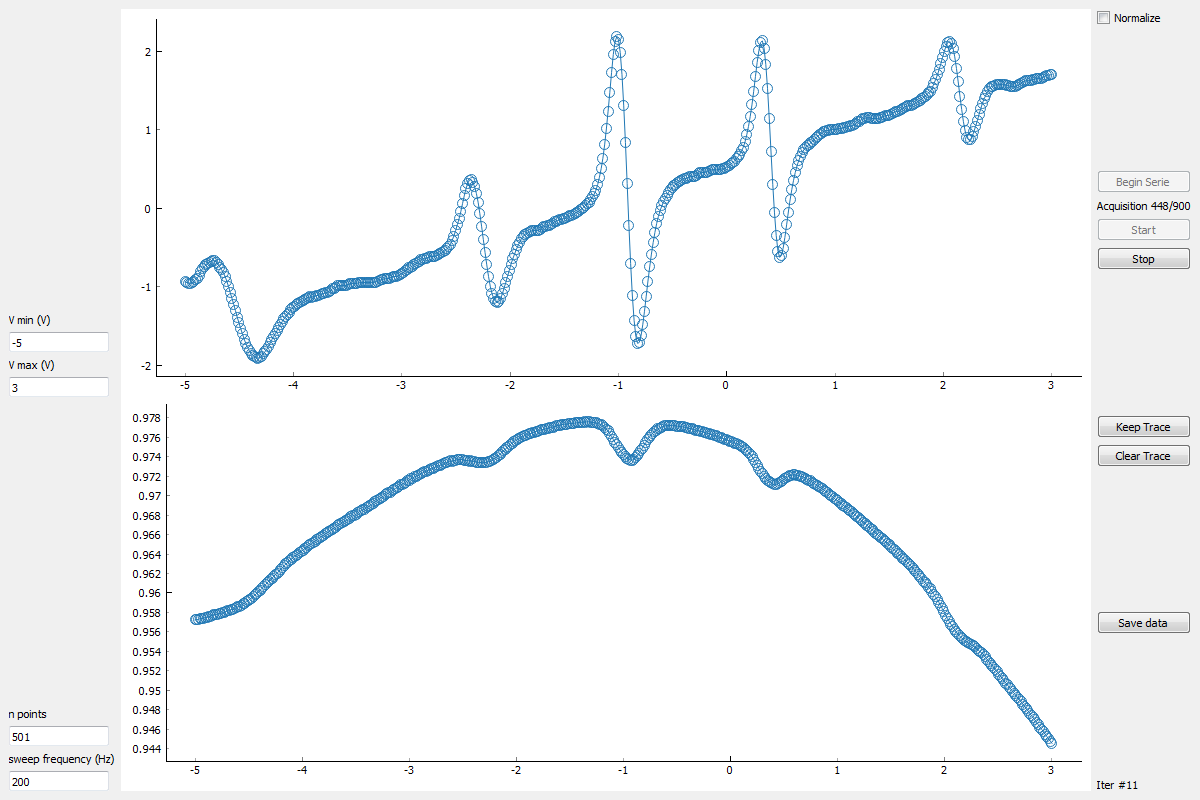 Normalize
2
1
0
-1
-2
-5 -4 -3 -2 -1 0 1 2 3
Begin Serie
Acquisition 448/900
Start
Stop
V min (V)
-5
V max (V)
3
0.978
0.976
0.974
0.972
0.97
0.968
0.966
0.964
0.962
0.96
0.958
0.956
0.954
0.952
0.95
0.948
0.946
0.944
-5 -4 -3 -2 -1 0 1 2 3
Keep Trace
Clear Trace
Save data
n points
501
sweep frequency (Hz)
200
Iter #11